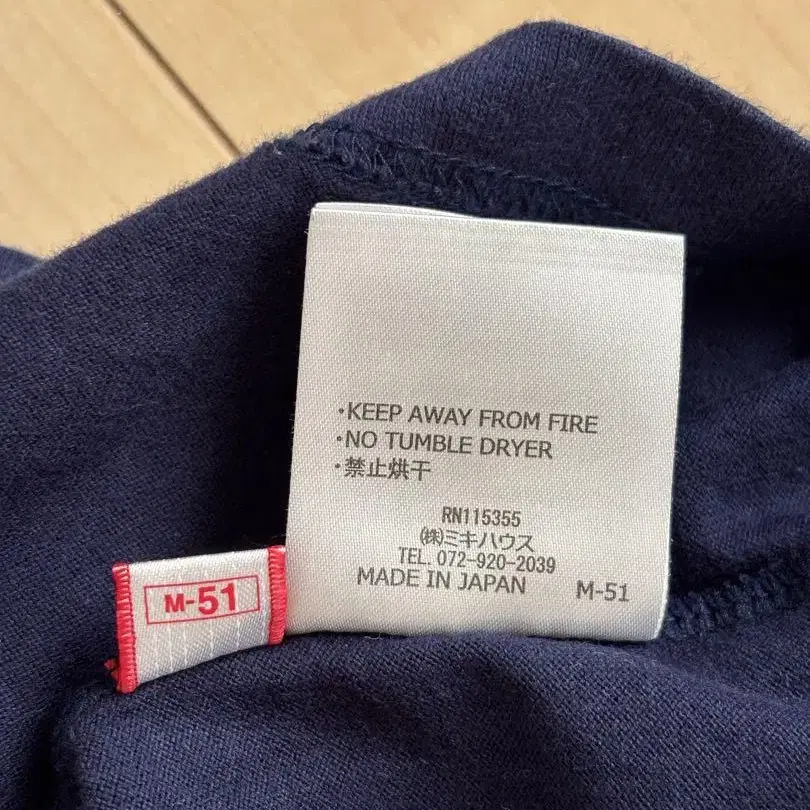 ・KEEP AWAY FROM FIRE
・NO TUMBLE DRYER
・禁止烘干
RN115355
㈱ミキハウス
TEL. 072-920-2039
MADE IN JAPAN M-51
M-51